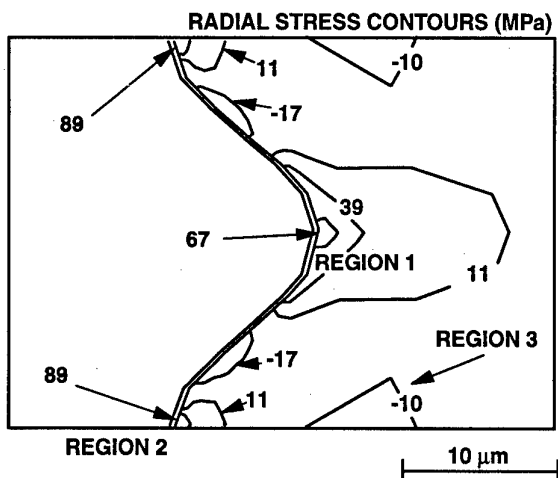 RADIAL STRESS CONTOURS (MPa)
11
-10
89
-17
39
67
REGION 1
11
REGION 3
-17
89
11
-10
REGION 2
10 μm